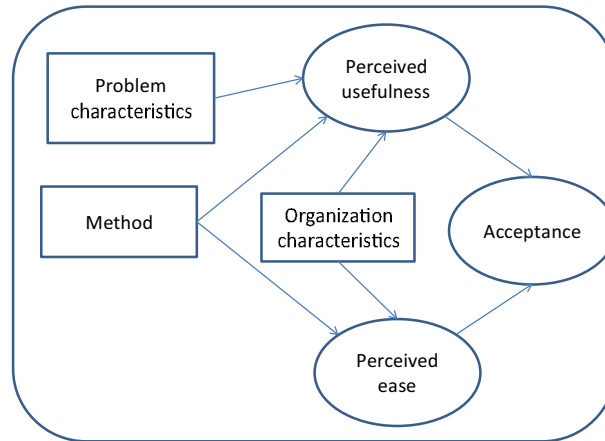 Problem
characteristics
Perceived
usefulness
Method
Organization
characteristics
Acceptance
Perceived
ease